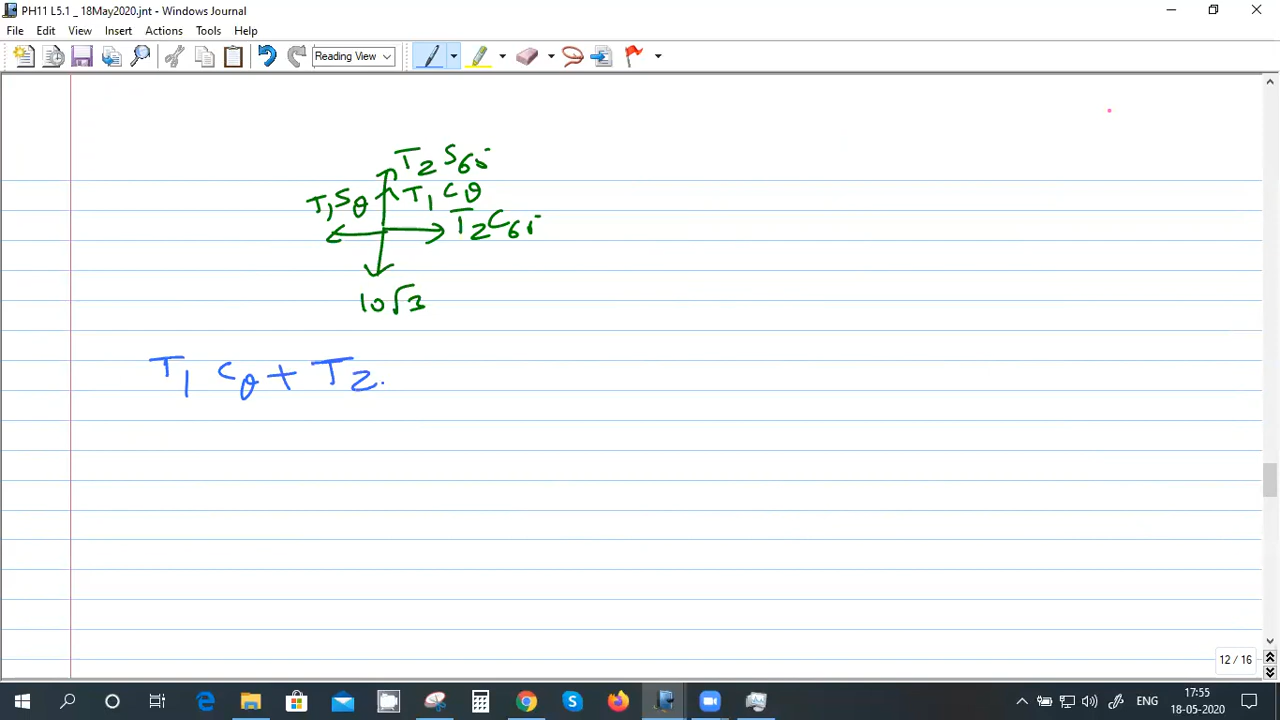 PH11 L5.1 _ 18May2020.jnt - Windows Journal
File Edit View Insert Actions Tools Help
Reading View
T2 S60°
T1 Sθ T1 Cθ
T2 C60°
10√3
T1 Cθ + T2
12 / 16
ENG
17:55
18-05-2020